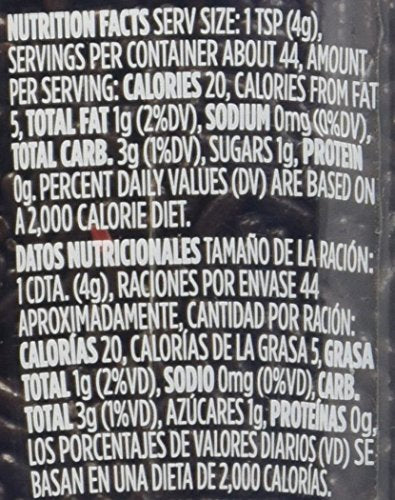 NUTRITION FACTS SERV SIZE: 1 TSP (4g),
SERVINGS PER CONTAINER ABOUT 44, AMOUNT
PER SERVING: CALORIES 20, CALORIES FROM FAT
5, TOTAL FAT 1g (2%DV), SODIUM 0mg (0%DV),
TOTAL CARB. 3g (1%DV), SUGARS 1g, PROTEIN
0g. PERCENT DAILY VALUES (DV) ARE BASED ON
A 2,000 CALORIE DIET.
DATOS NUTRICIONALES TAMAÑO DE LA RACIÓN:
1 CDTA. (4g), RACIONES POR ENVASE 44
APROXIMADAMENTE, CANTIDAD POR RACIÓN:
CALORÍAS 20, CALORÍAS DE LA GRASA 5, GRASA
TOTAL 1g (2%VD), SODIO 0mg (0%VD), CARB.
TOTAL 3g (1%VD), AZÚCARES 1g, PROTEÍNAS 0g,
LOS PORCENTAJES DE VALORES DIARIOS (VD) SE
BASAN EN UNA DIETA DE 2,000 CALORÍAS.